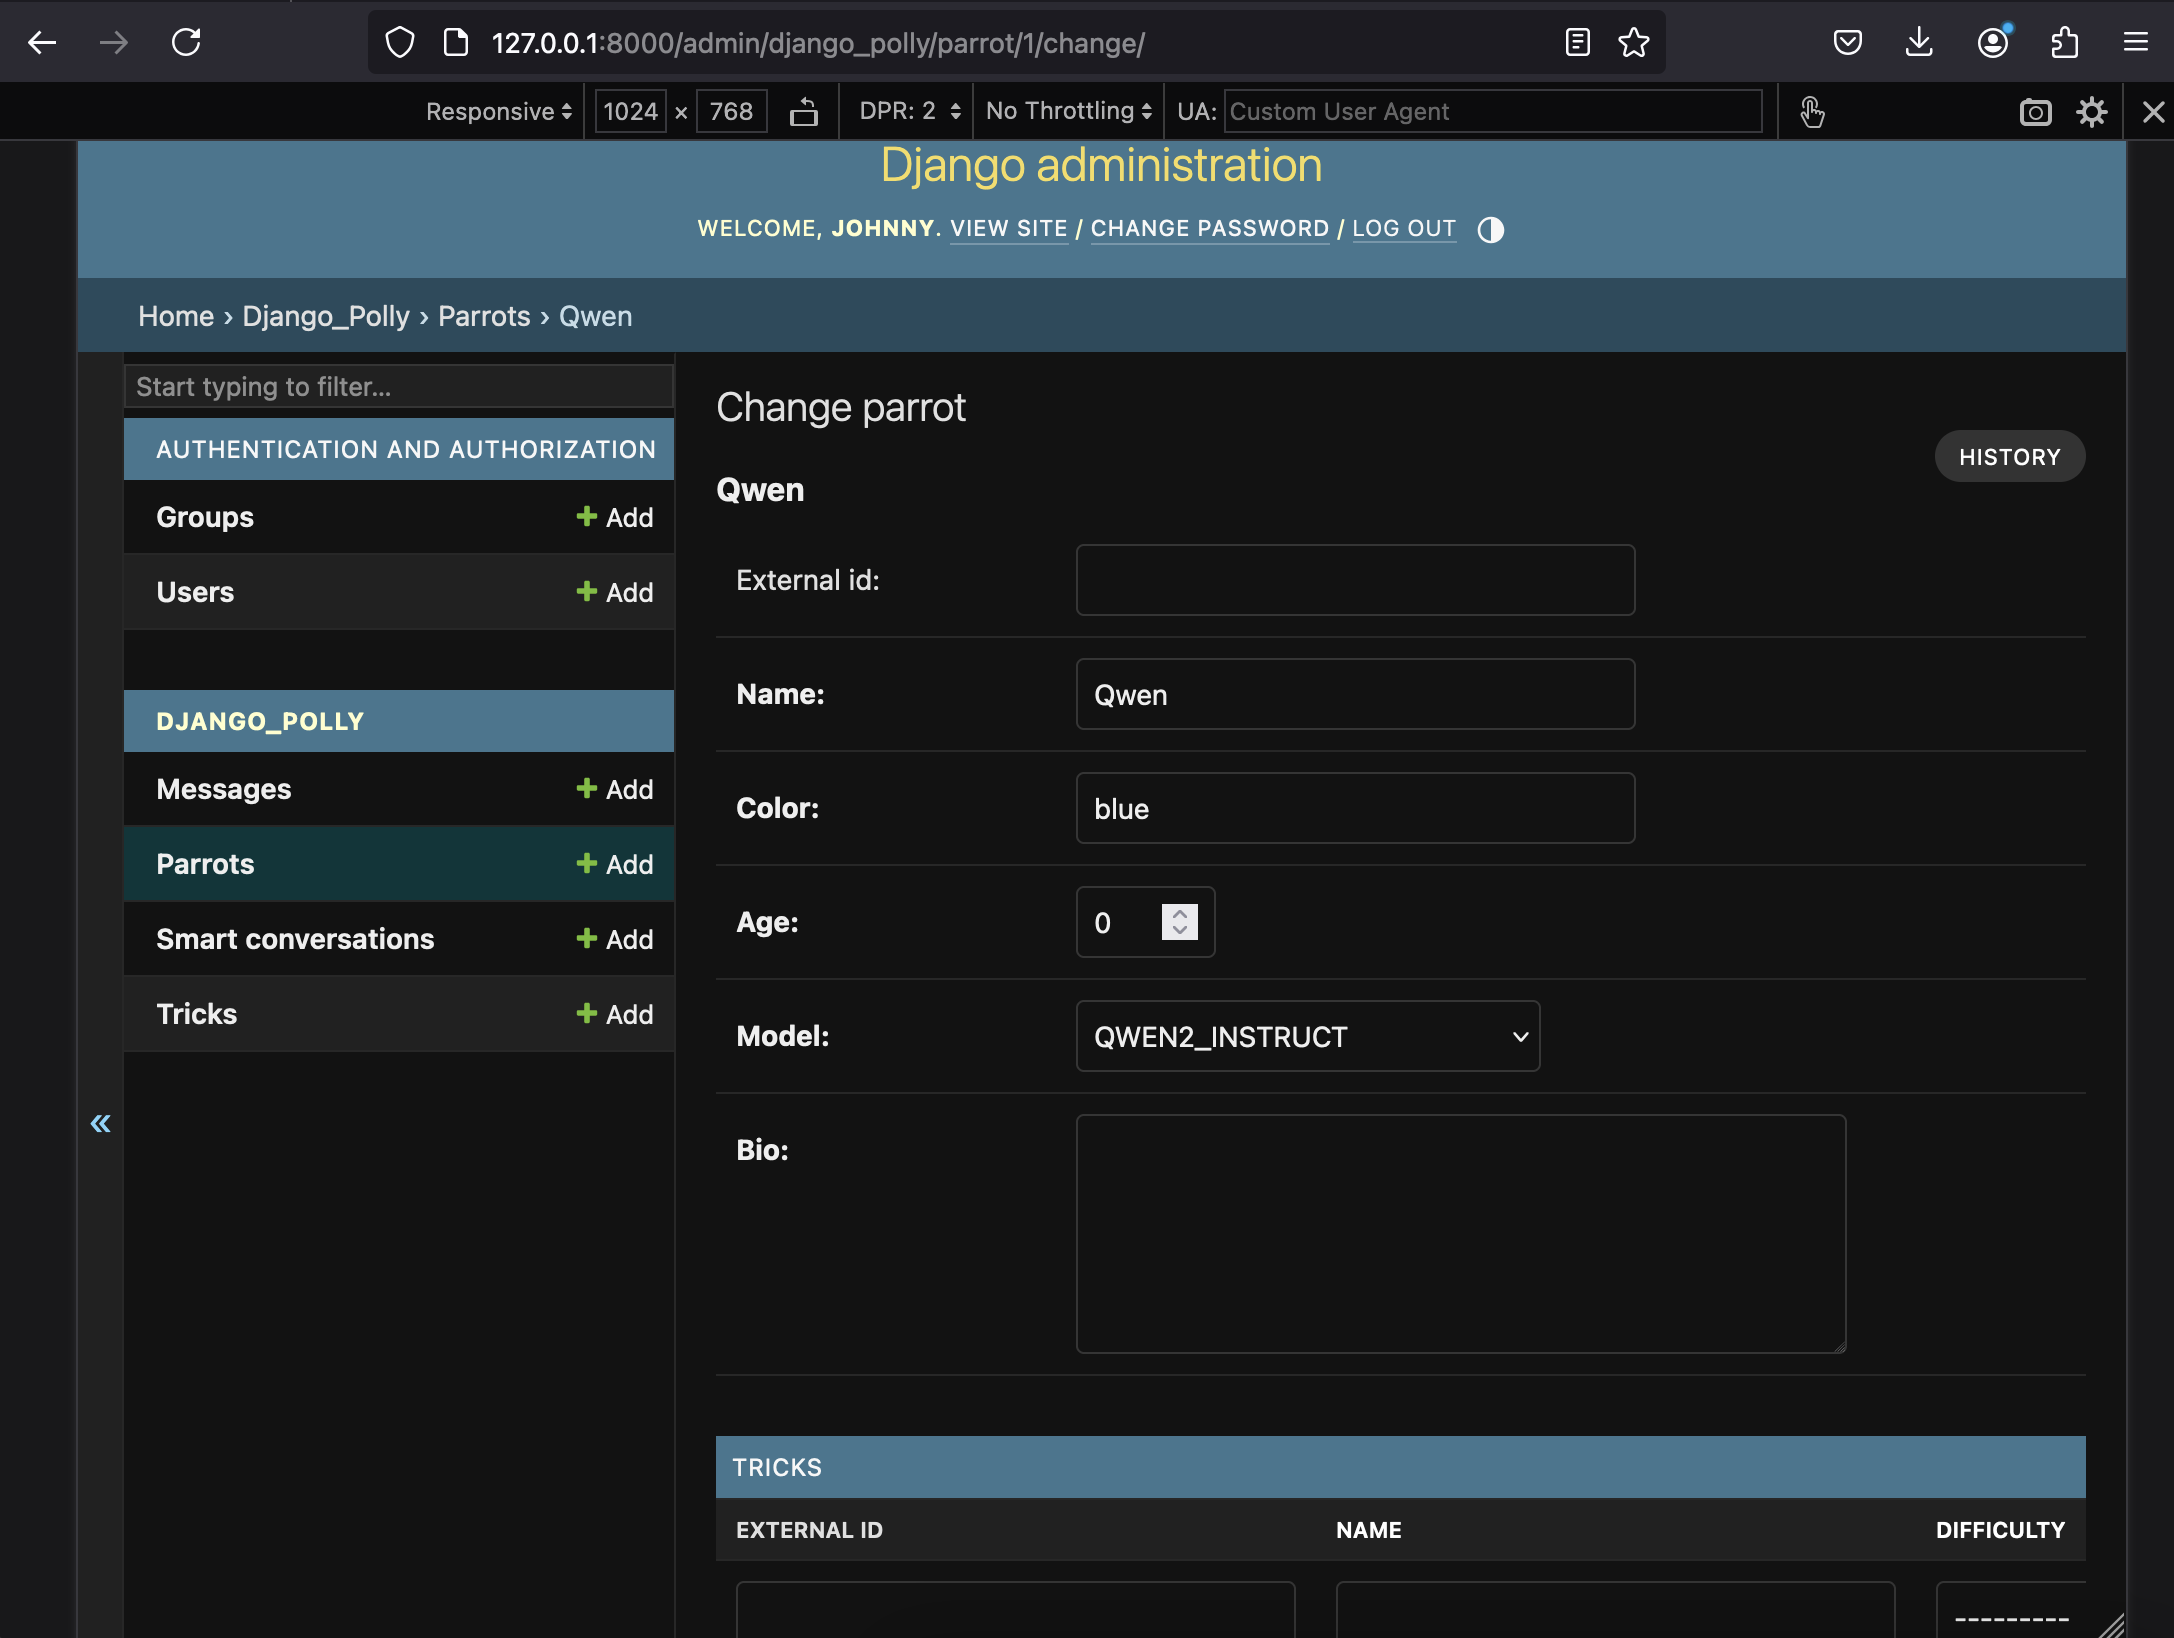 127.0.0.1:8000/admin/django_polly/parrot/1/change/
Responsive 1024 × 768 DPR: 2 No Throttling UA: Custom User Agent
Django administration
WELCOME, JOHNNY. VIEW SITE / CHANGE PASSWORD / LOG OUT
Home › Django_Polly › Parrots › Qwen
Start typing to filter...
AUTHENTICATION AND AUTHORIZATION
Groups + Add
Users + Add
DJANGO_POLLY
Messages + Add
Parrots + Add
Smart conversations + Add
Tricks + Add
«
Change parrot
HISTORY
Qwen
External id:
Name: Qwen
Color: blue
Age: 0
Model: QWEN2_INSTRUCT
Bio:
TRICKS
EXTERNAL ID NAME DIFFICULTY
---------